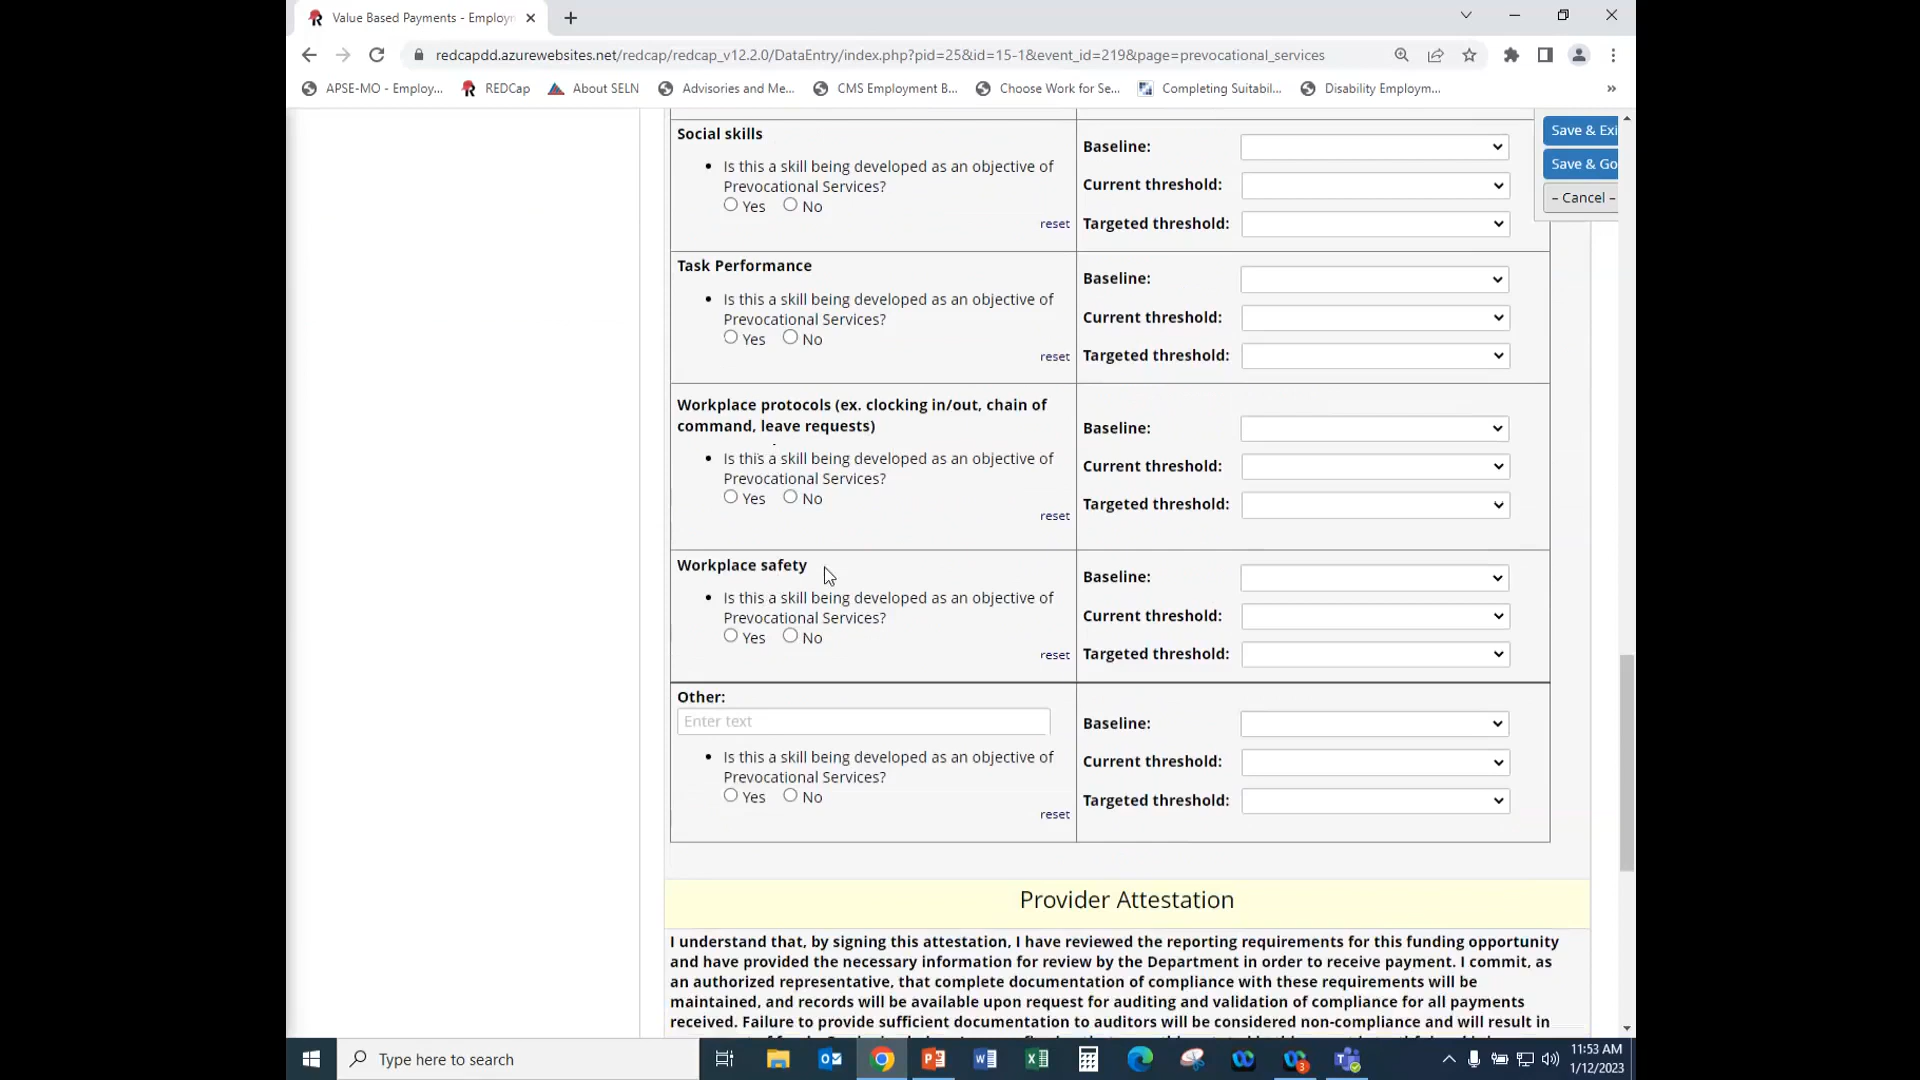 Value Based Payments - Employm
redcapdd.azurewebsites.net/redcap/redcap_v12.2.0/DataEntry/index.php?pid=25&id=15-1&event_id=219&page=prevocational_services
APSE-MO - Employ... REDCap About SELN Advisories and Me... CMS Employment B... Choose Work for Se... Completing Suitabil... Disability Employm... »
Save & Exi
Save & Go
– Cancel –
Social skills
• Is this a skill being developed as an objective of
Prevocational Services?
Yes No
reset
Baseline:
Current threshold:
Targeted threshold:
Task Performance
• Is this a skill being developed as an objective of
Prevocational Services?
Yes No
reset
Baseline:
Current threshold:
Targeted threshold:
Workplace protocols (ex. clocking in/out, chain of
command, leave requests)
• Is this a skill being developed as an objective of
Prevocational Services?
Yes No
reset
Baseline:
Current threshold:
Targeted threshold:
Workplace safety
• Is this a skill being developed as an objective of
Prevocational Services?
Yes No
reset
Baseline:
Current threshold:
Targeted threshold:
Other:
Enter text
• Is this a skill being developed as an objective of
Prevocational Services?
Yes No
reset
Baseline:
Current threshold:
Targeted threshold:
Provider Attestation
I understand that, by signing this attestation, I have reviewed the reporting requirements for this funding opportunity
and have provided the necessary information for review by the Department in order to receive payment. I commit, as
an authorized representative, that complete documentation of compliance with these requirements will be
maintained, and records will be available upon request for auditing and validation of compliance for all payments
received. Failure to provide sufficient documentation to auditors will be considered non-compliance and will result in
Type here to search
11:53 AM
1/12/2023